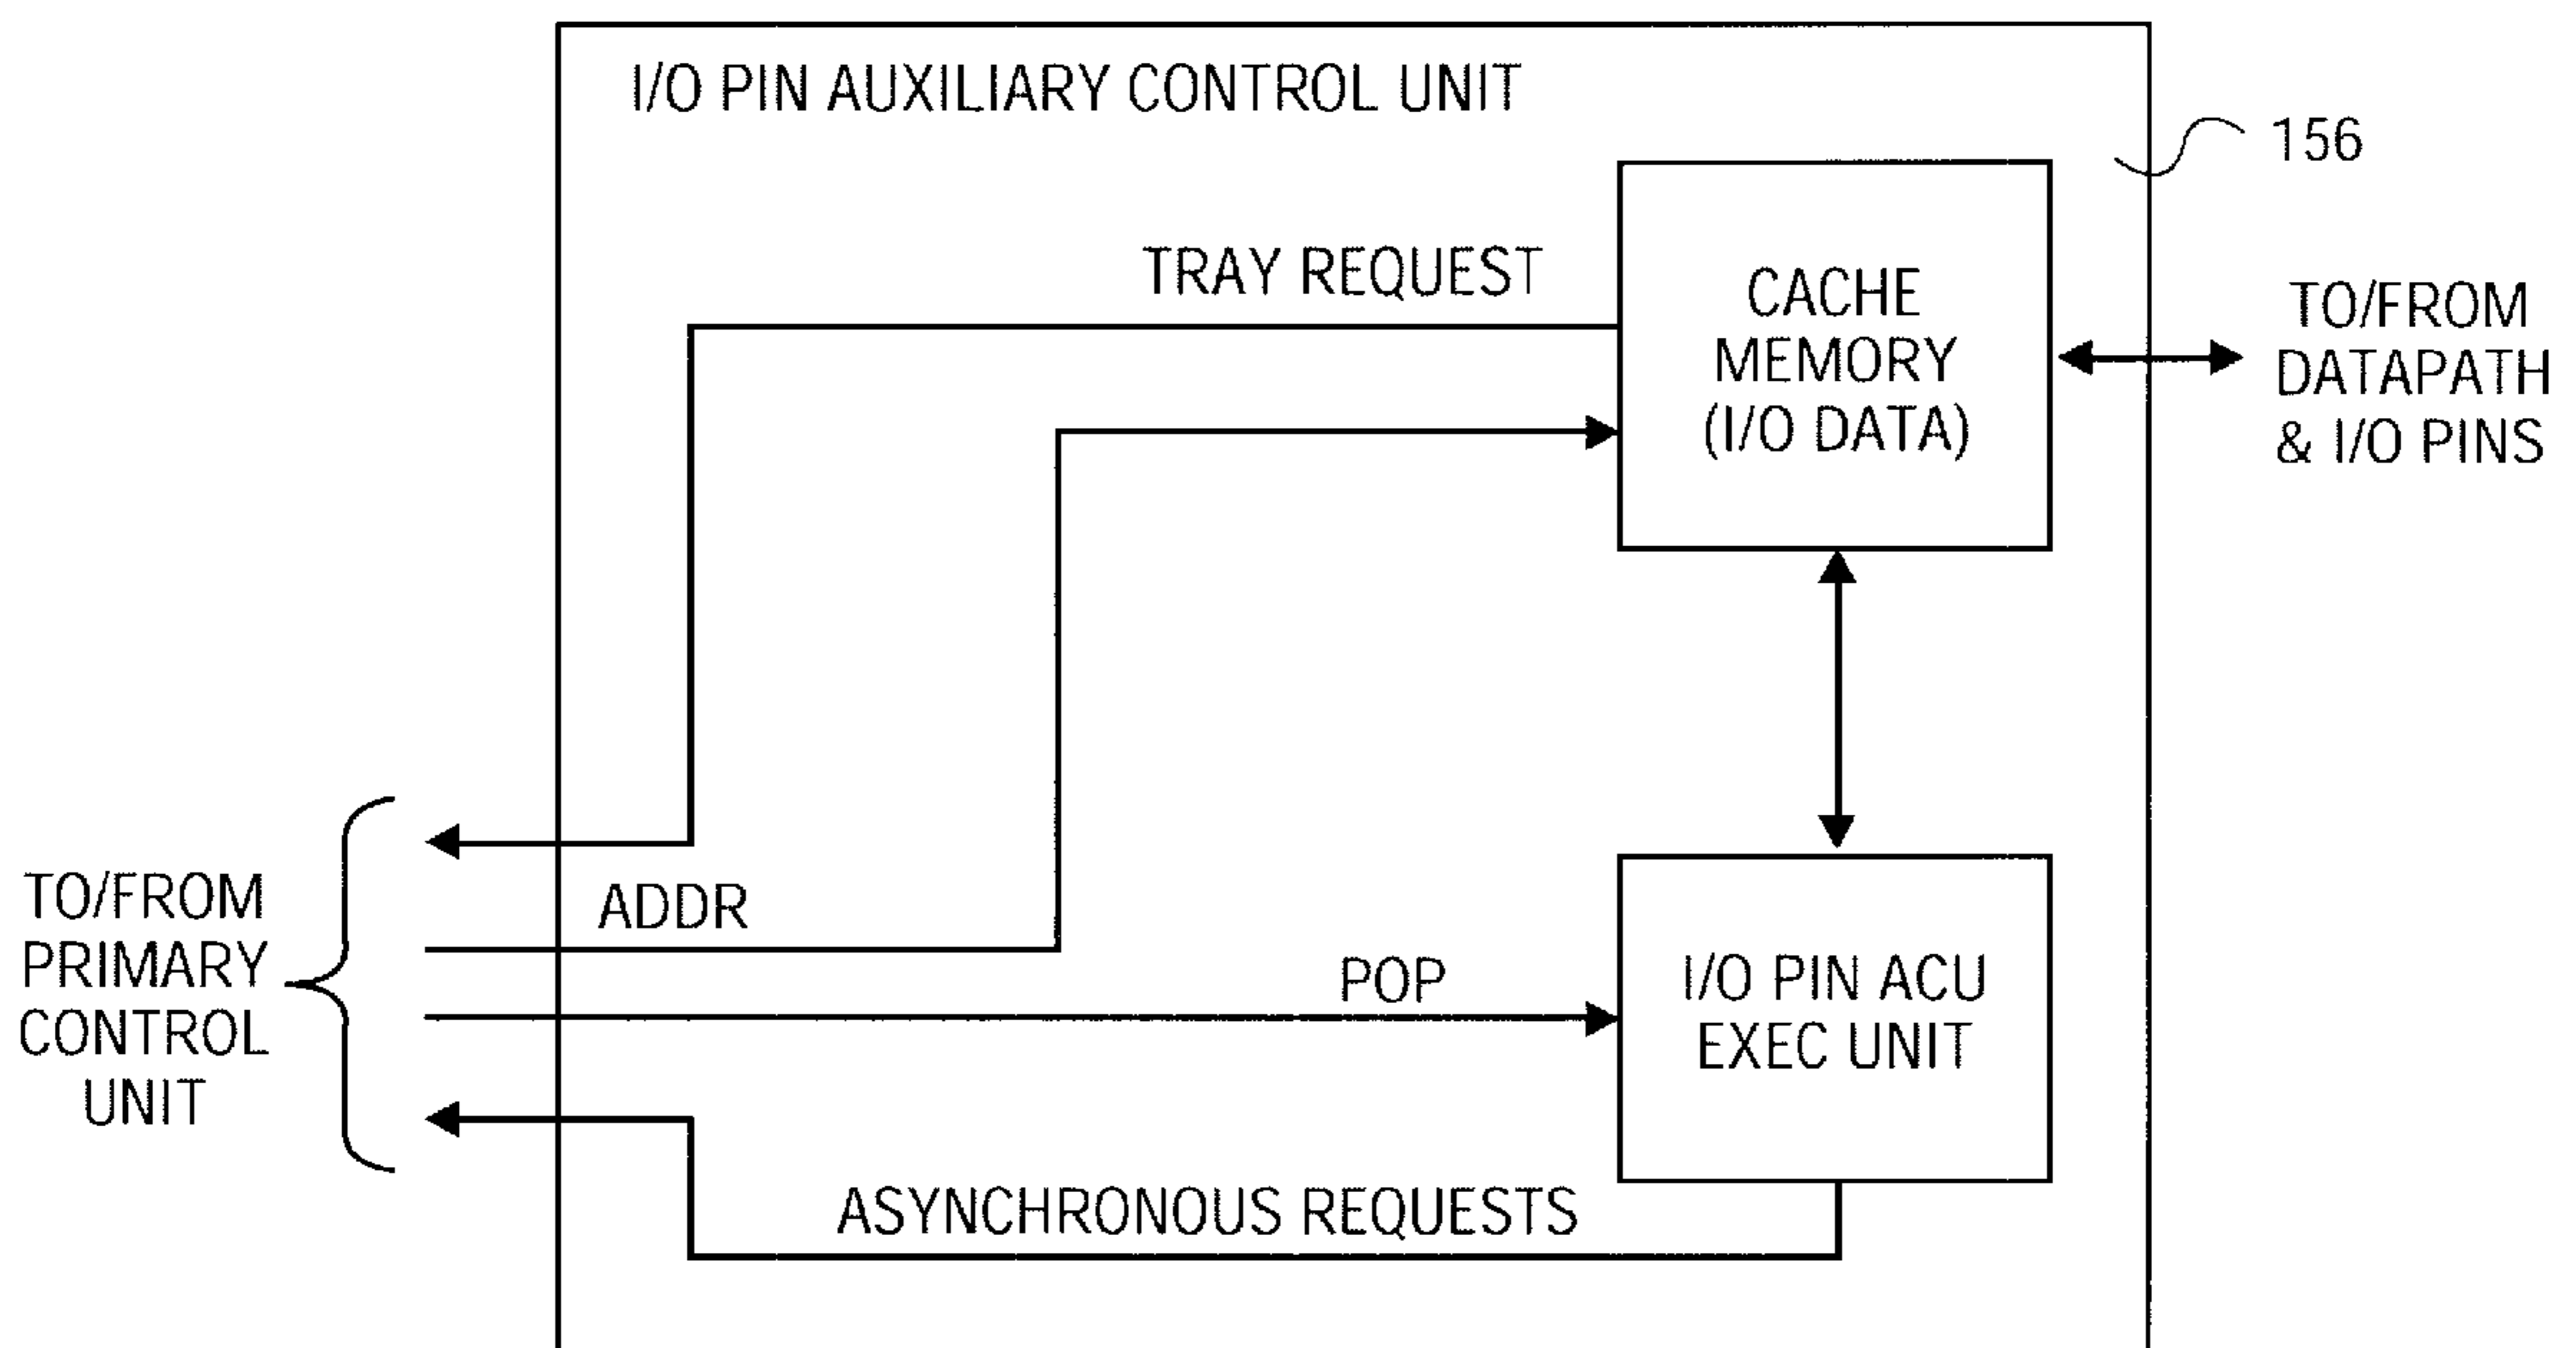 I/O PIN AUXILIARY CONTROL UNIT
156
TRAY REQUEST
CACHE
MEMORY
(I/O DATA)
TO/FROM
DATAPATH
& I/O PINS
TO/FROM
PRIMARY
CONTROL
UNIT
ADDR
POP
I/O PIN ACU
EXEC UNIT
ASYNCHRONOUS REQUESTS